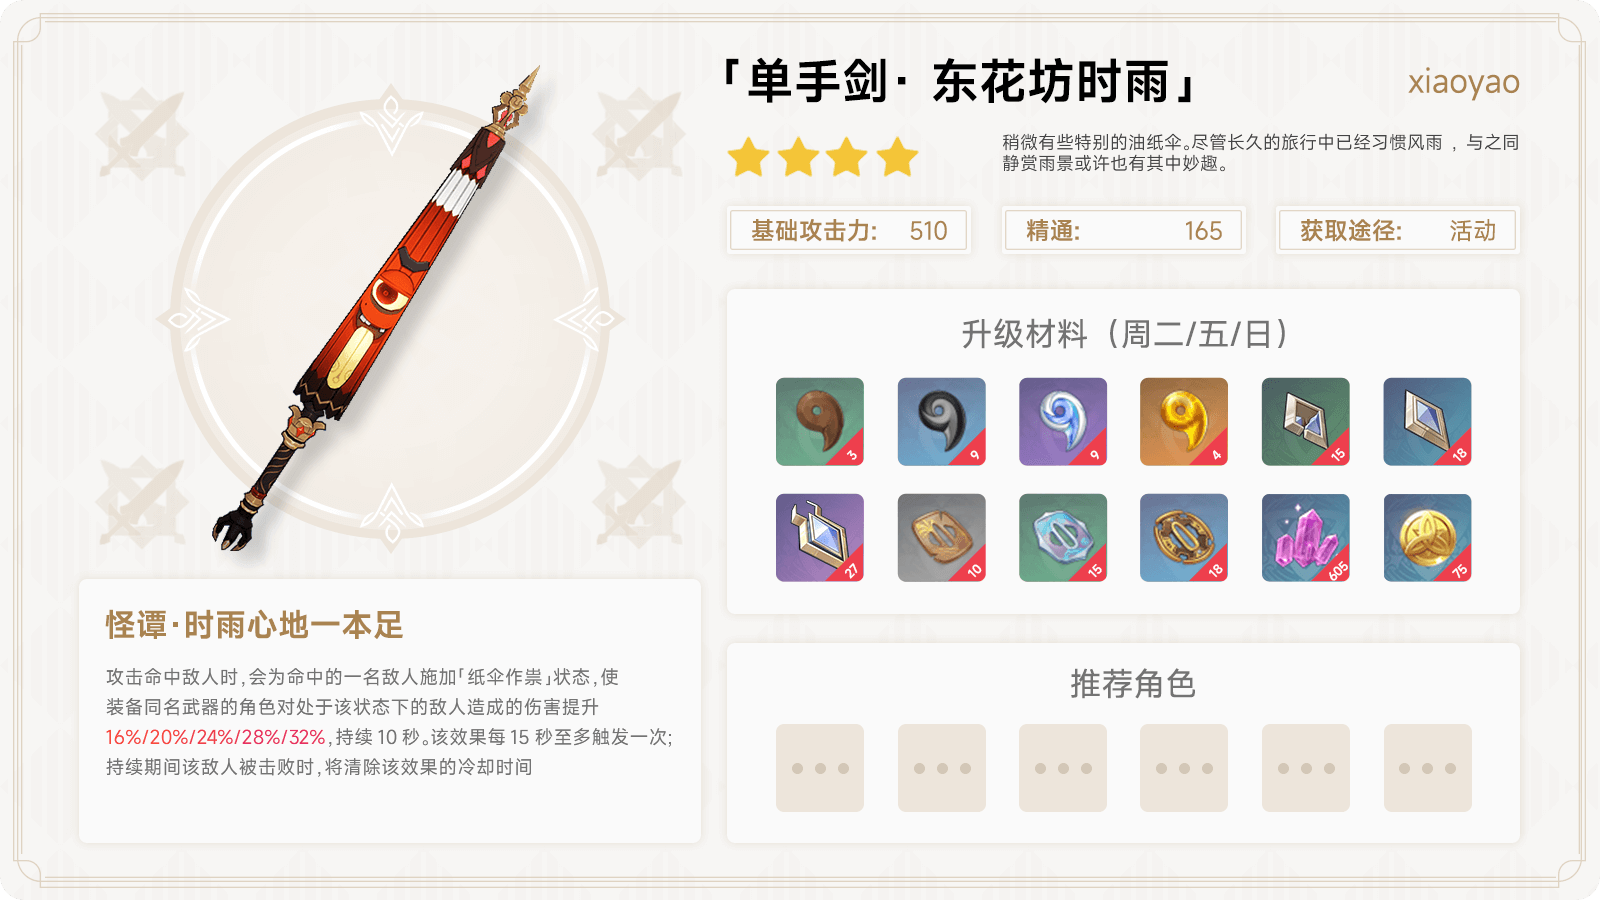 「单手剑· 东花坊时雨」
xiaoyao
稍微有些特别的油纸伞。尽管长久的旅行中已经习惯风雨，与之同
静赏雨景或许也有其中妙趣。
基础攻击力: 510
精通: 165
获取途径: 活动
升级材料（周二/五/日）
3 9 9 4 15 18
27 10 15 18 605 75
怪谭·时雨心地一本足
攻击命中敌人时,会为命中的一名敌人施加「纸伞作祟」状态,使
装备同名武器的角色对处于该状态下的敌人造成的伤害提升
16%/20%/24%/28%/32%,持续 10 秒。该效果每 15 秒至多触发一次;
持续期间该敌人被击败时,将清除该效果的冷却时间
推荐角色